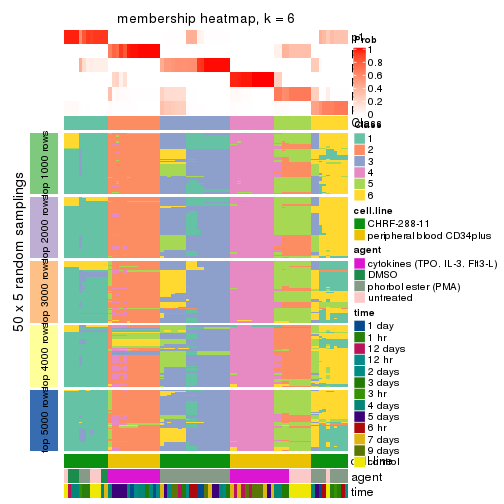 membership heatmap, k = 6
Prob
1
0.8
0.6
0.4
0.2
0
Class
1
2
3
4
5
6
cell.line
CHRF-288-11
peripheral blood CD34plus
agent
cytokines (TPO, IL-3, Flt3-L)
DMSO
phorbol ester (PMA)
untreated
time
1 day
1 hr
12 days
12 hr
2 days
3 days
3 hr
4 days
5 days
6 hr
7 days
9 days
control
50 x 5 random samplings
top 1000 rows
top 2000 rows
top 3000 rows
top 4000 rows
top 5000 rows
agent
time